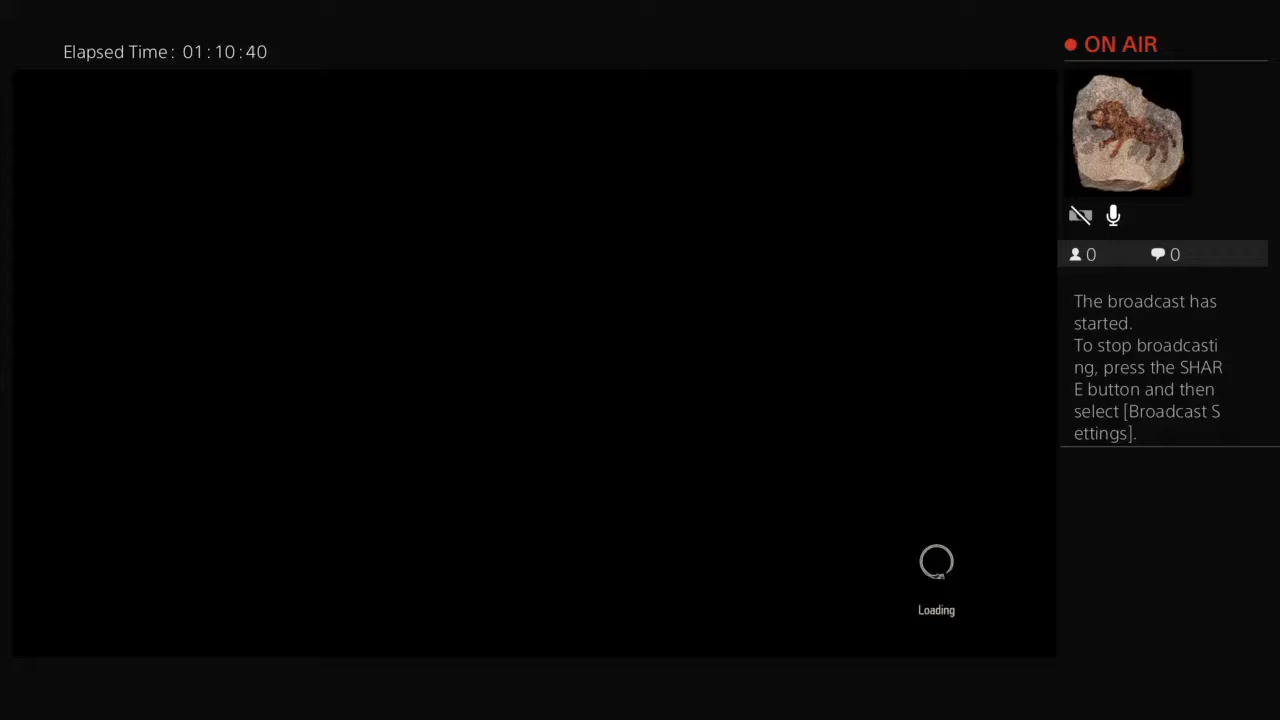 Elapsed Time: 01:10:40
ON AIR
0 0
The broadcast has
started.
To stop broadcasti
ng, press the SHAR
E button and then
select [Broadcast S
ettings].
Loading